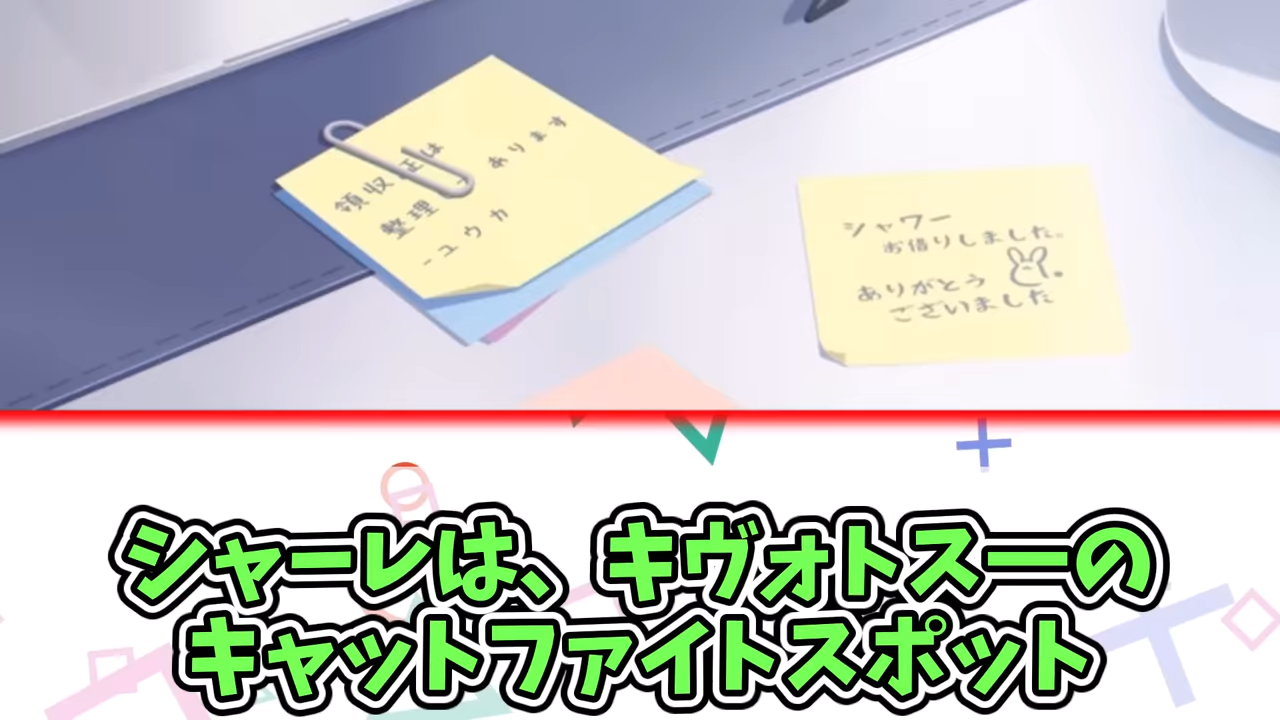 領収証は
整理 あります
-ユウカ
シャワー
お借りしました。
ありがとう
ございました
シャーレは、キヴォトス一の
キャットファイトスポット